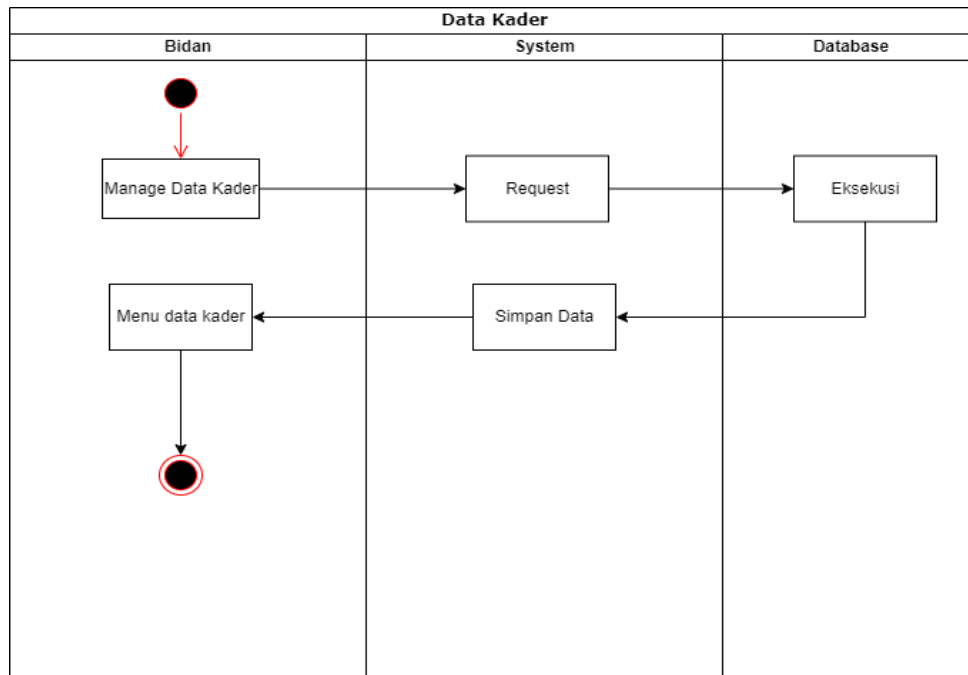 Data Kader
Bidan
System
Database
Manage Data Kader
Request
Eksekusi
Menu data kader
Simpan Data